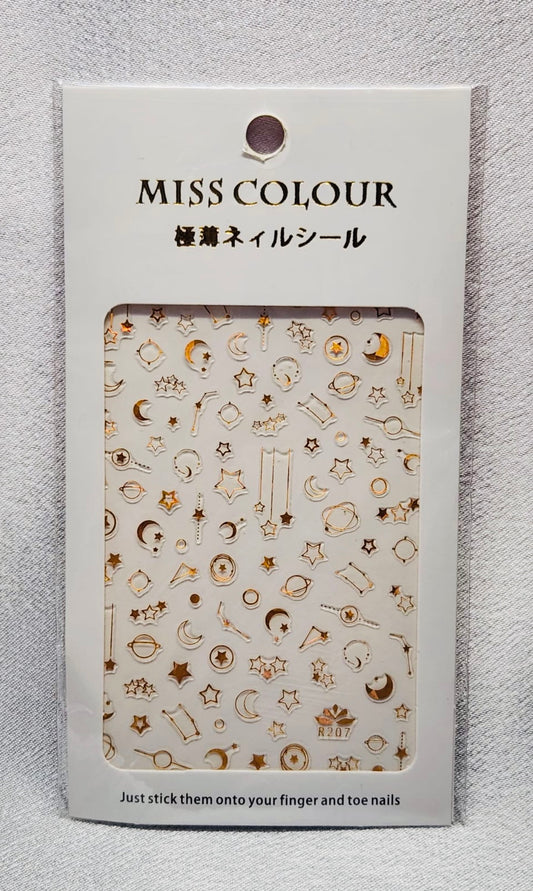 MISS COLOUR
極薄ネィルシール
R207
Just stick them onto your finger and toe nails